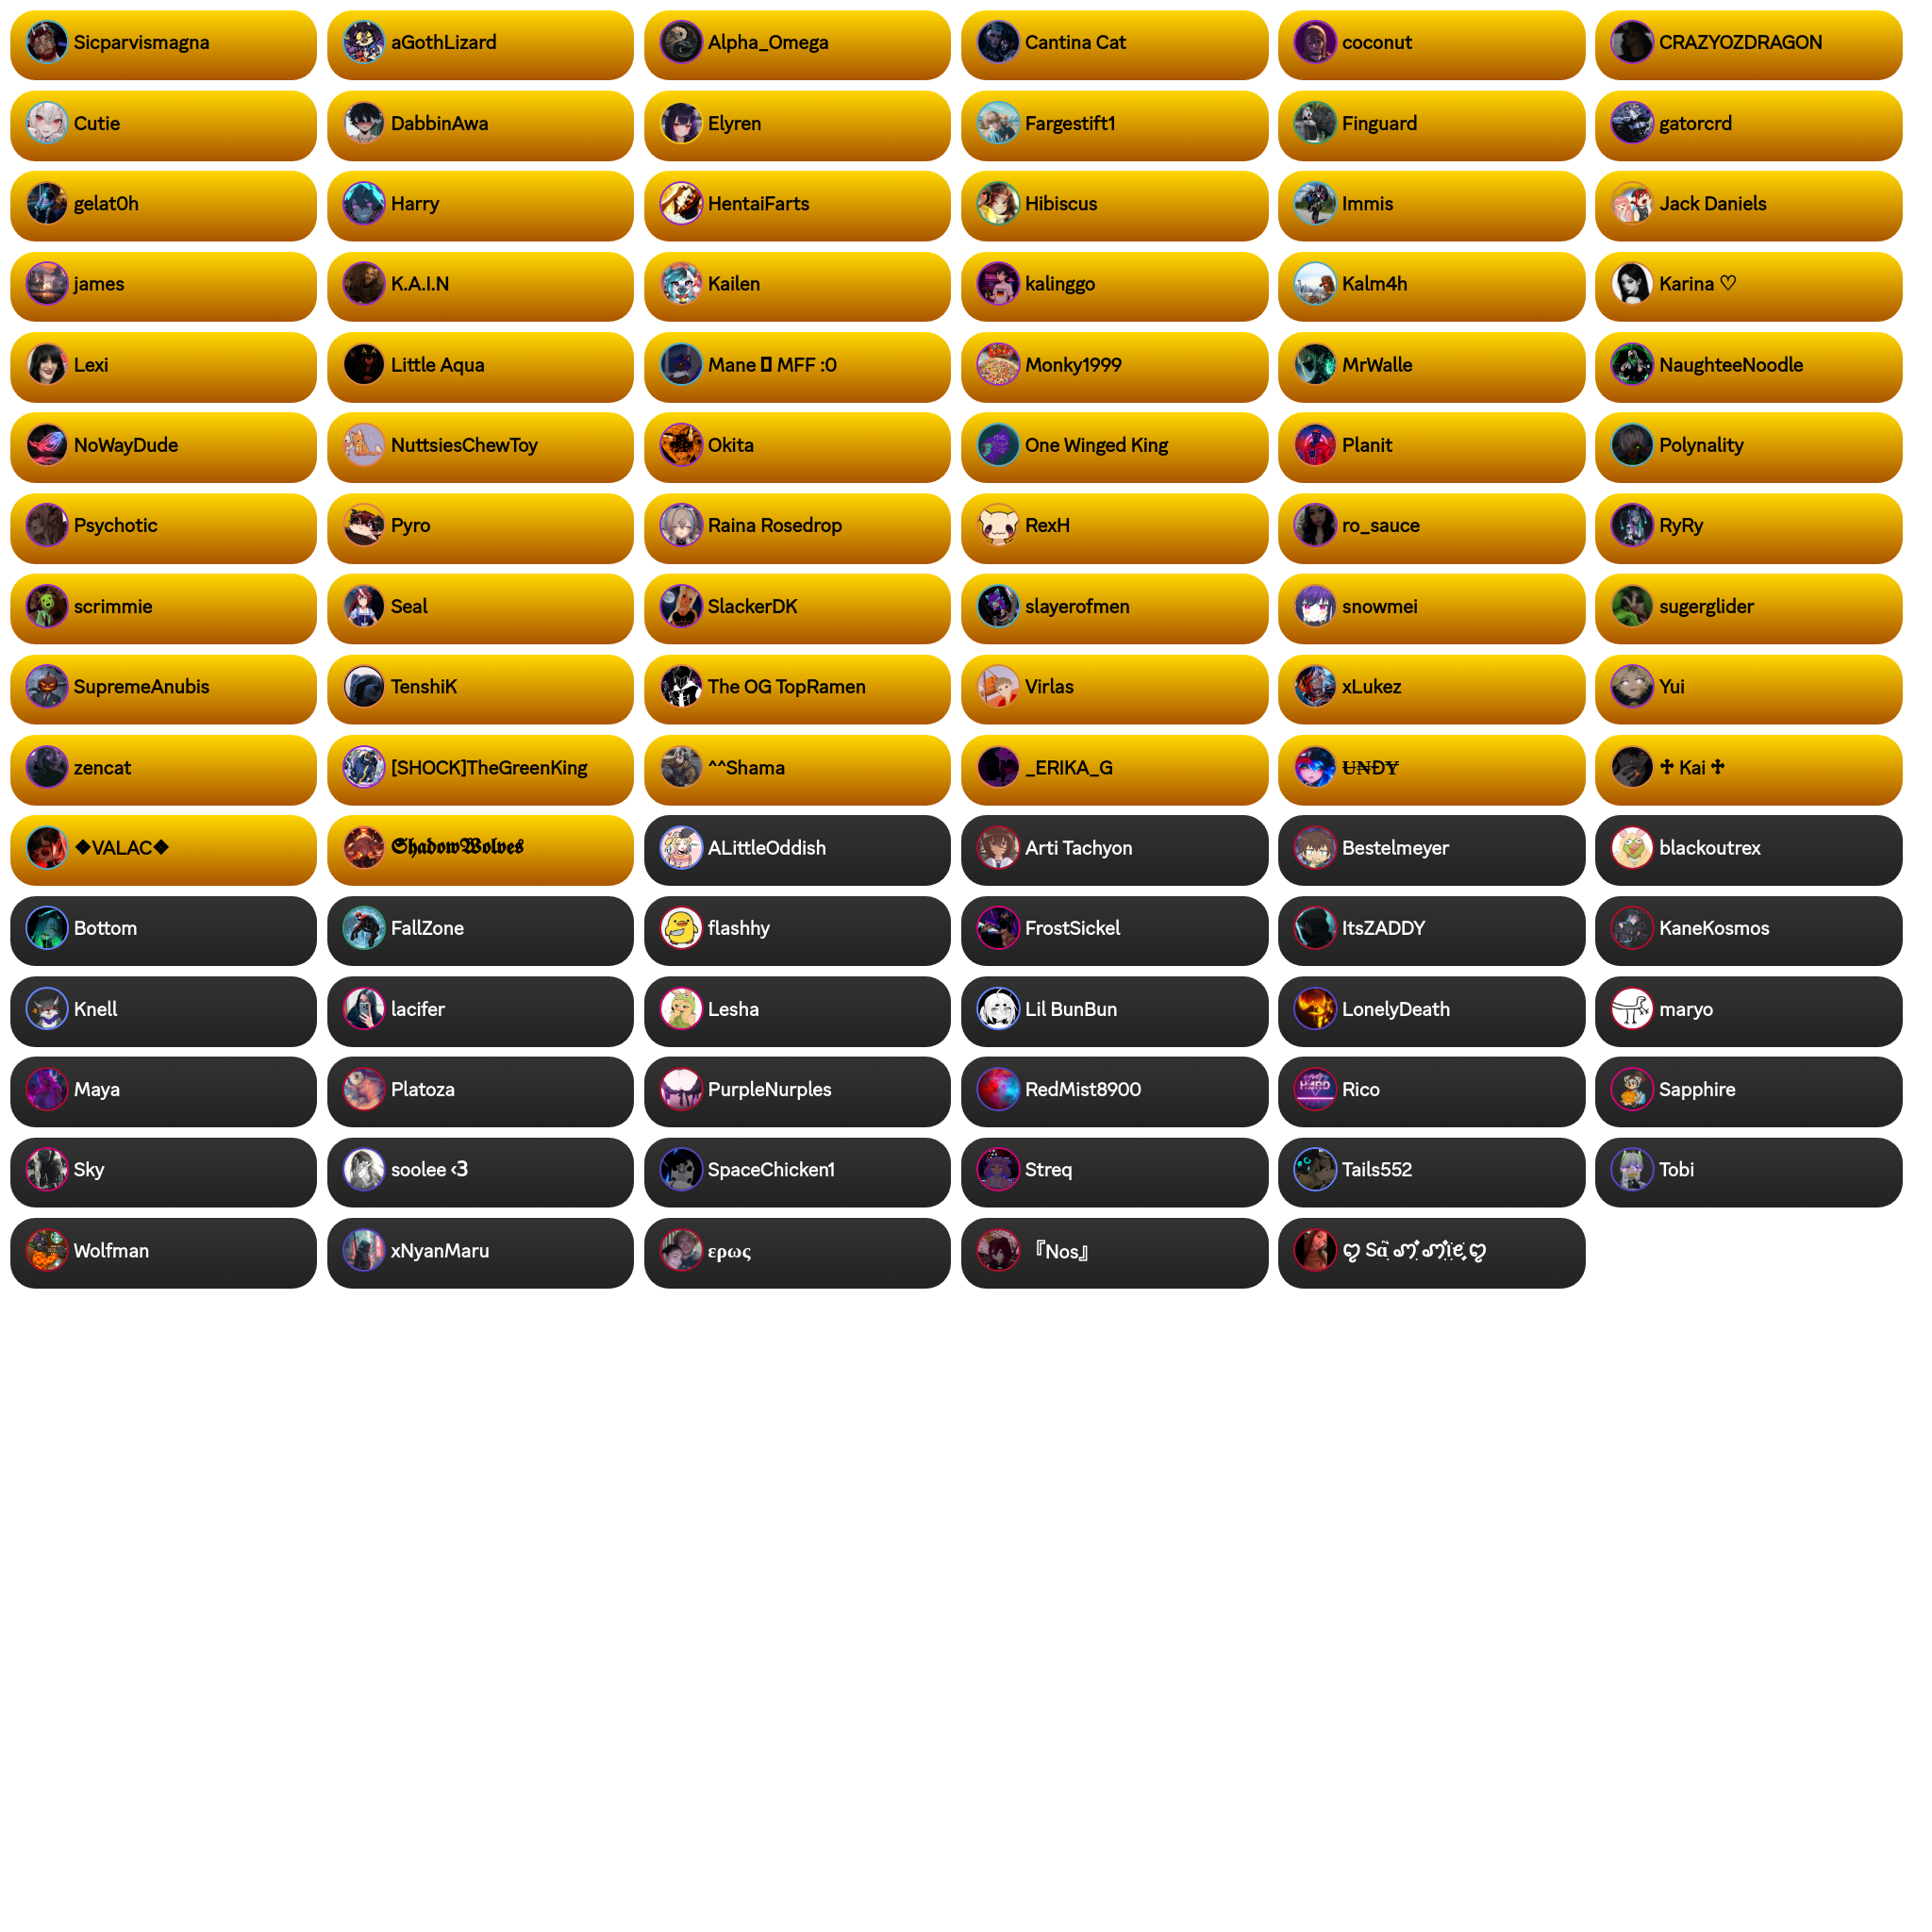 Sicparvismagna
aGothLizard
Alpha_Omega
Cantina Cat
coconut
CRAZYOZDRAGON
Cutie
DabbinAwa
Elyren
Fargestift1
Finguard
gatorcrd
gelat0h
Harry
HentaiFarts
Hibiscus
Immis
Jack Daniels
james
K.A.I.N
Kailen
kalinggo
Kalm4h
Karina ♡
Lexi
Little Aqua
Mane MFF :0
Monky1999
MrWalle
NaughteeNoodle
NoWayDude
NuttsiesChewToy
Okita
One Winged King
Planit
Polynality
Psychotic
Pyro
Raina Rosedrop
RexH
ro_sauce
RyRy
scrimmie
Seal
SlackerDK
slayerofmen
snowmei
sugerglider
SupremeAnubis
TenshiK
The OG TopRamen
Virlas
xLukez
Yui
zencat
[SHOCK]TheGreenKing
^^Shama
_ERIKA_G
U̶N̶ĐY̶
♱ Kai ♱
◆VALAC◆
𝕾𝖍𝖆𝖉𝖔𝖜𝖂𝖔𝖑𝖛𝖊𝖘
ALittleOddish
Arti Tachyon
Bestelmeyer
blackoutrex
Bottom
FallZone
flashhy
FrostSickel
ItsZADDY
KaneKosmos
Knell
lacifer
Lesha
Lil BunBun
LonelyDeath
maryo
Maya
Platoza
PurpleNurples
RedMist8900
Rico
Sapphire
Sky
soolee <3
SpaceChicken1
Streq
Tails552
Tobi
Wolfman
xNyanMaru
ερως
『Nos』